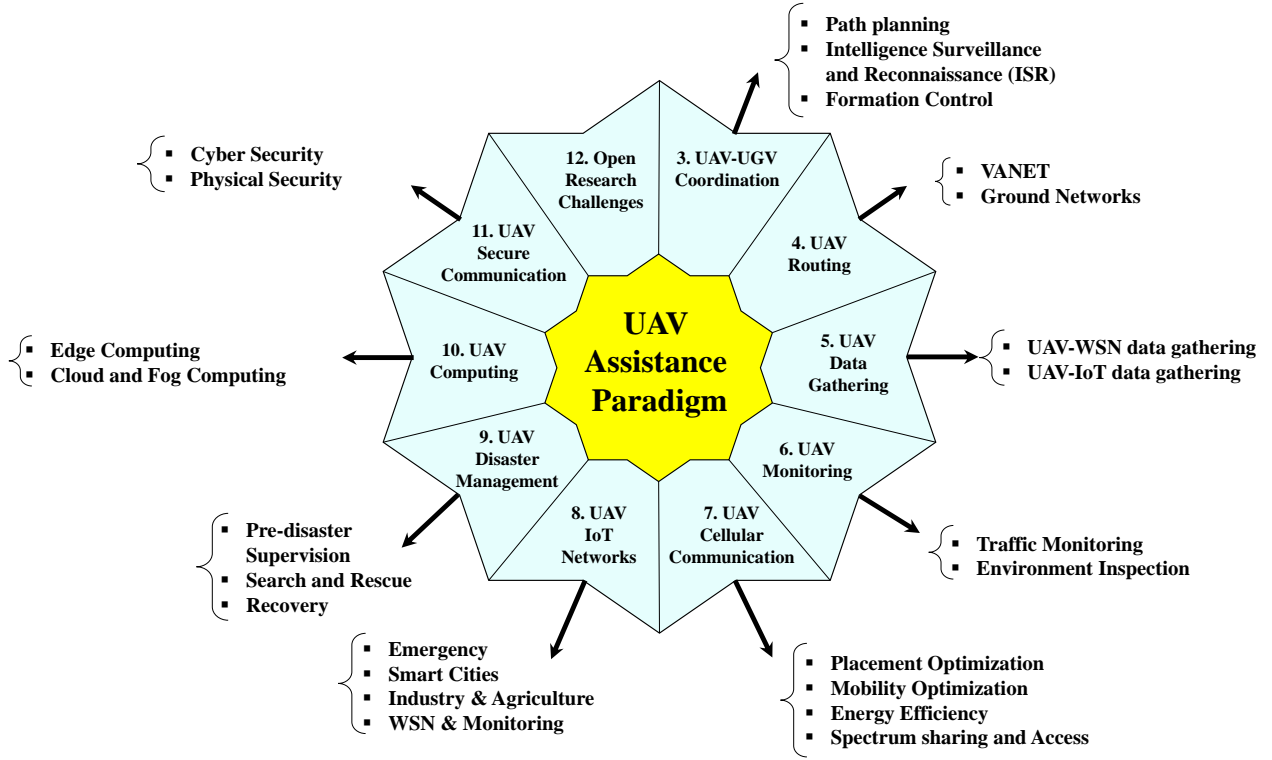 ▪ Path planning
▪ Intelligence Surveillance
and Reconnaissance (ISR)
▪ Formation Control
12. Open
Research
Challenges
3. UAV-UGV
Coordination
▪ Cyber Security
▪ Physical Security
▪ VANET
▪ Ground Networks
11. UAV
Secure
Communication
4. UAV
Routing
UAV
Assistance
Paradigm
10. UAV
Computing
5. UAV
Data
Gathering
▪ Edge Computing
▪ Cloud and Fog Computing
▪ UAV-WSN data gathering
▪ UAV-IoT data gathering
9. UAV
Disaster
Management
6. UAV
Monitoring
8. UAV
IoT
Networks
7. UAV
Cellular
Communication
▪ Pre-disaster
Supervision
▪ Search and Rescue
▪ Recovery
▪ Traffic Monitoring
▪ Environment Inspection
▪ Emergency
▪ Smart Cities
▪ Industry & Agriculture
▪ WSN & Monitoring
▪ Placement Optimization
▪ Mobility Optimization
▪ Energy Efficiency
▪ Spectrum sharing and Access